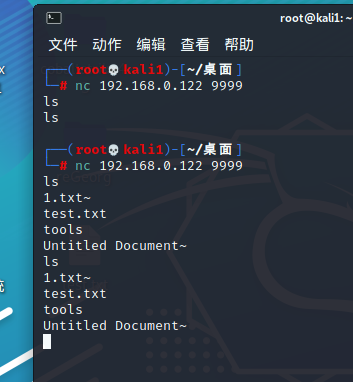 root@kali1: ~
文件 动作 编辑 查看 帮助
┌──(root💀kali1)-[~/桌面]
└─# nc 192.168.0.122 9999
ls
ls
┌──(root💀kali1)-[~/桌面]
└─# nc 192.168.0.122 9999
ls
1.txt~
test.txt
tools
Untitled Document~
ls
1.txt~
test.txt
tools
Untitled Document~